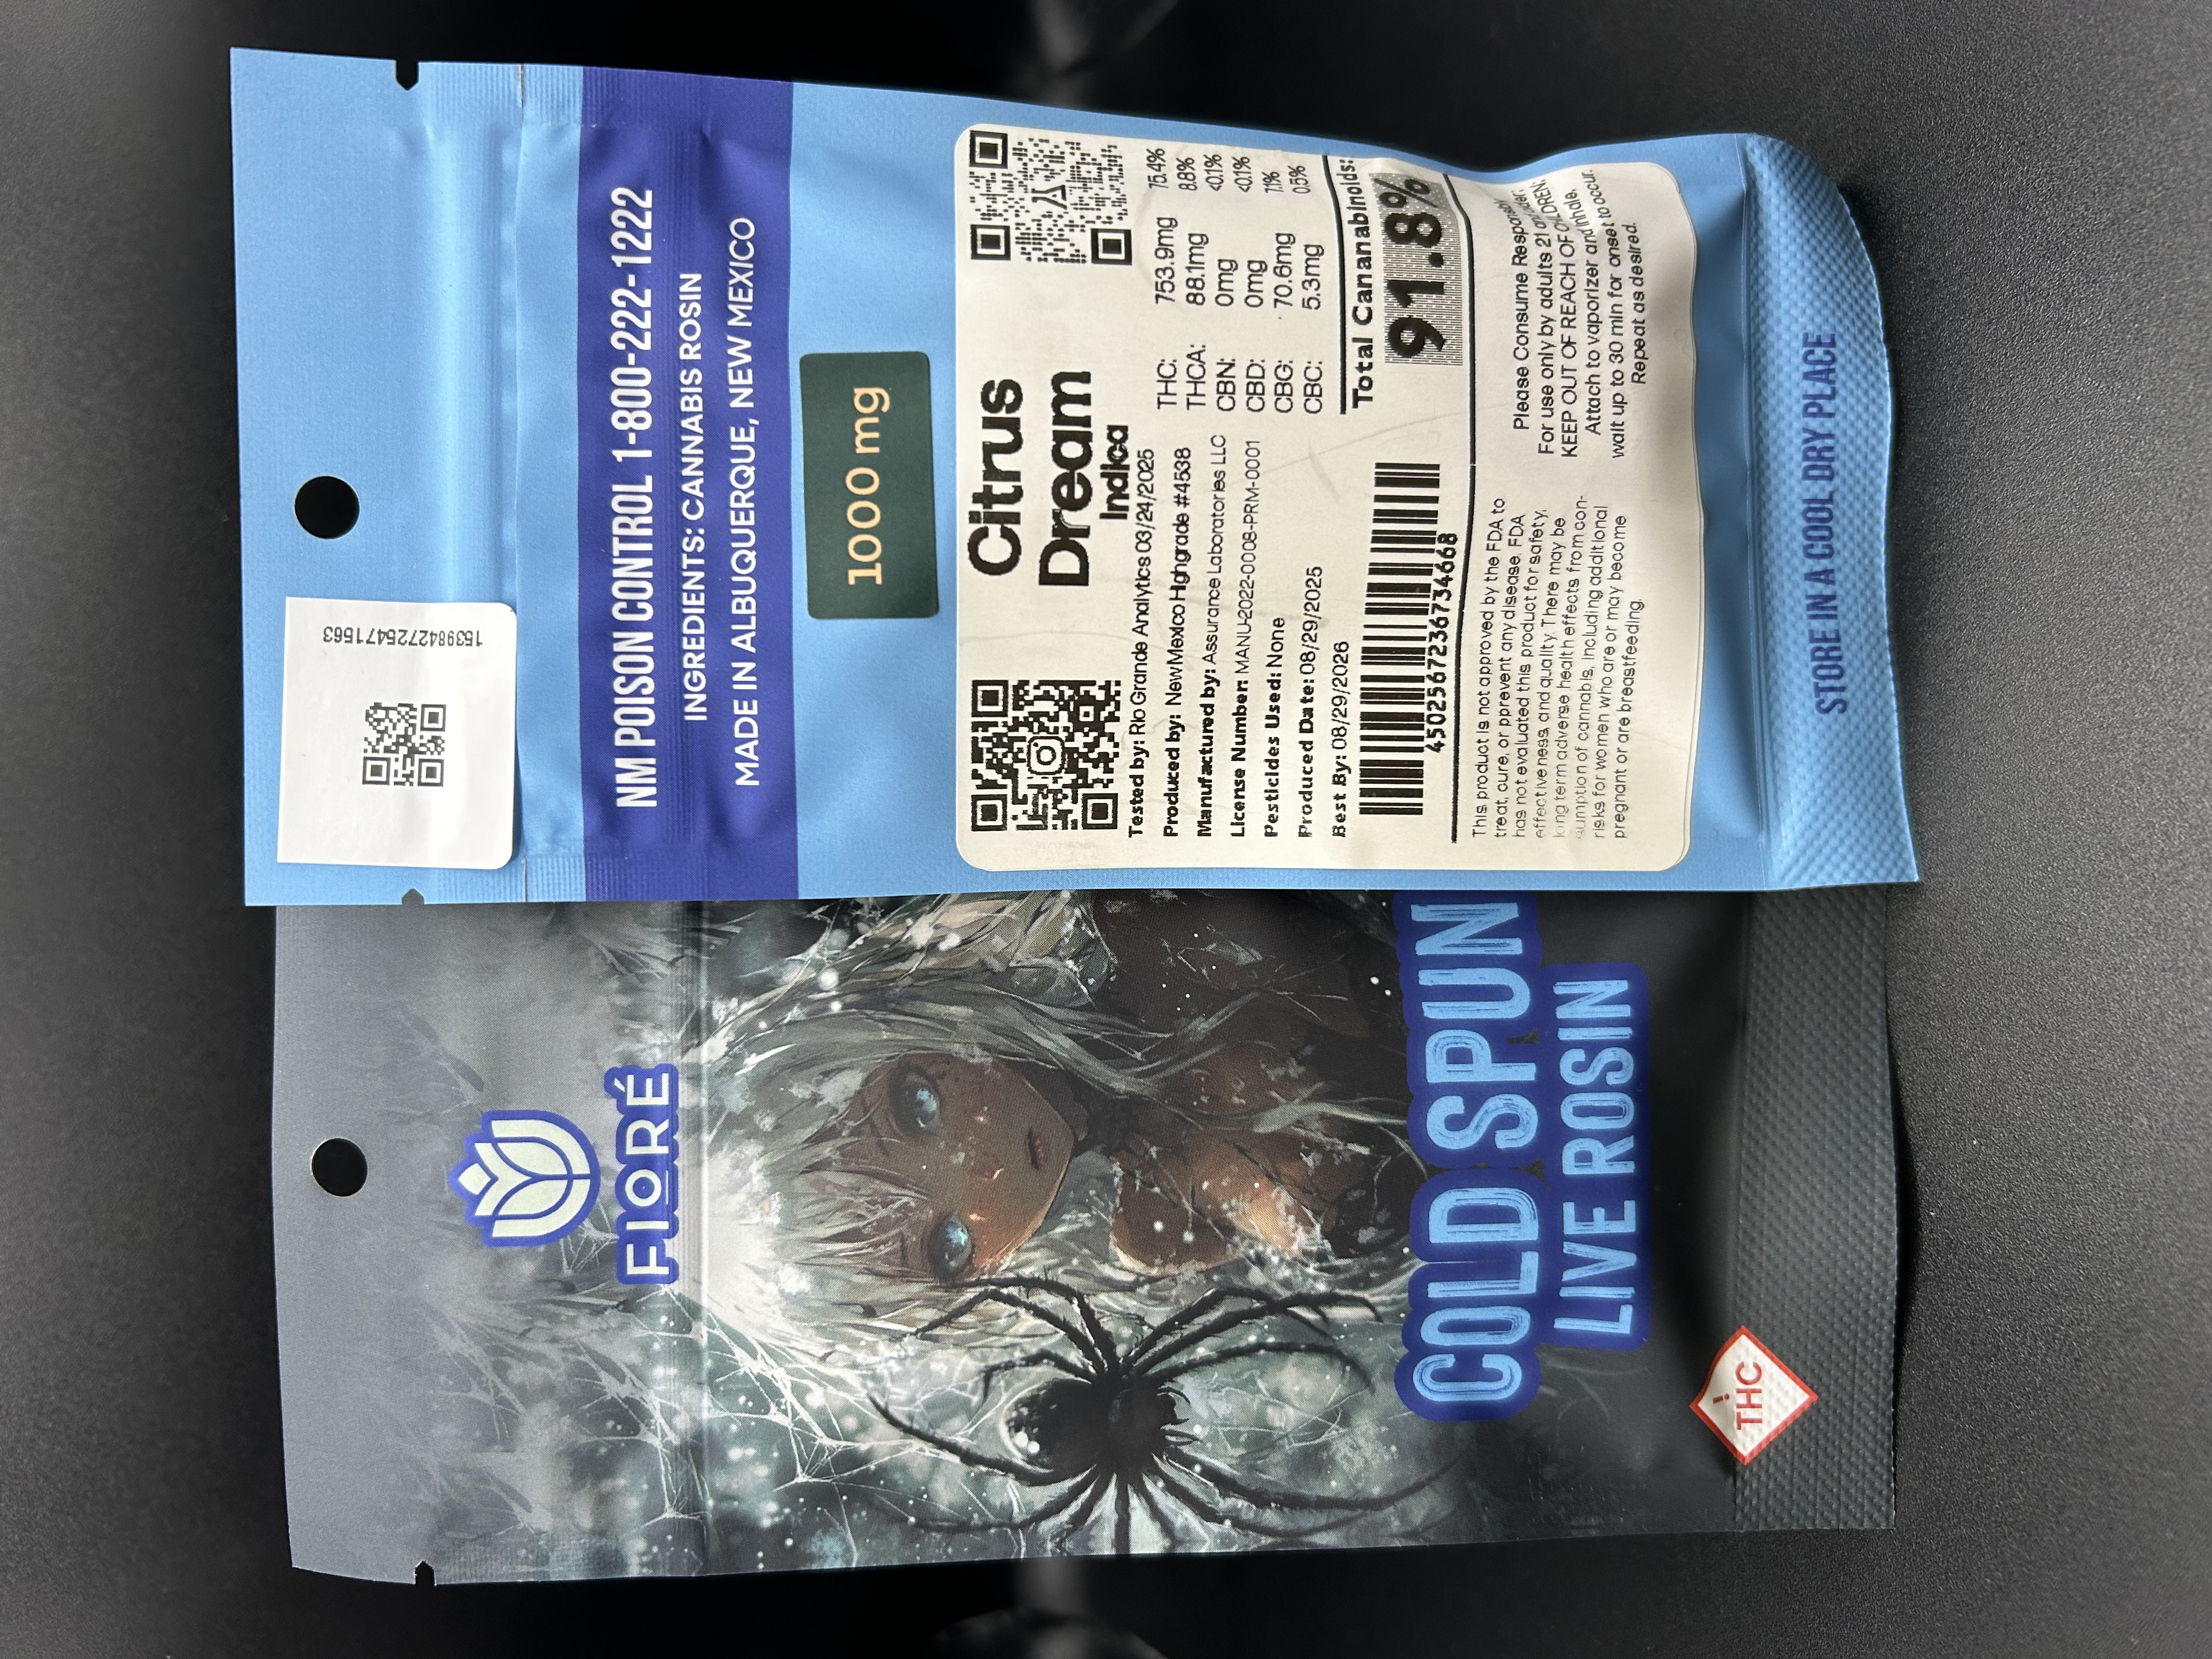 1539842725471563
NM POISON CONTROL 1-800-222-1222
INGREDIENTS: CANNABIS ROSIN
MADE IN ALBUQUERQUE, NEW MEXICO
1000 mg
Citrus
Dream
Indica
Tested by: Rio Grande Analytics 03/24/2025
Produced by: New Mexico Highgrade #4538
Manufactured by: Assurance Laboratories LLC
License Number: MANU-2022-0008-PRM-0001
Pesticides Used: None
Produced Date: 08/29/2025
Best By: 08/29/2026
45025672367734668
THC: 753.9mg 75.4%
THCA: 88.1mg 8.8%
CBN: 0mg <0.1%
CBD: 0mg <0.1%
CBG: 70.6mg 7.1%
CBC: 5.3mg 0.5%
Total Cananabinoids:
91.8%
This product is not approved by the FDA to
treat, cure, or pprevent any disease. FDA
has not evaluated this product for safety,
effectiveness, and quality. There may be
long term adverse health effects from con-
sumption of cannabis, including additional
risks for women who are or may become
pregnant or are breastfeeding.
Please Consume Responsibly
For use only by adults 21 and
KEEP OUT OF REACH OF CHILDREN.
Attach to vaporizer and inhale,
wait up to 30 min for onset to occur.
Repeat as desired.
STORE IN A COOL DRY PLACE
FIORÉ
COLD SPUN
LIVE ROSIN
! THC